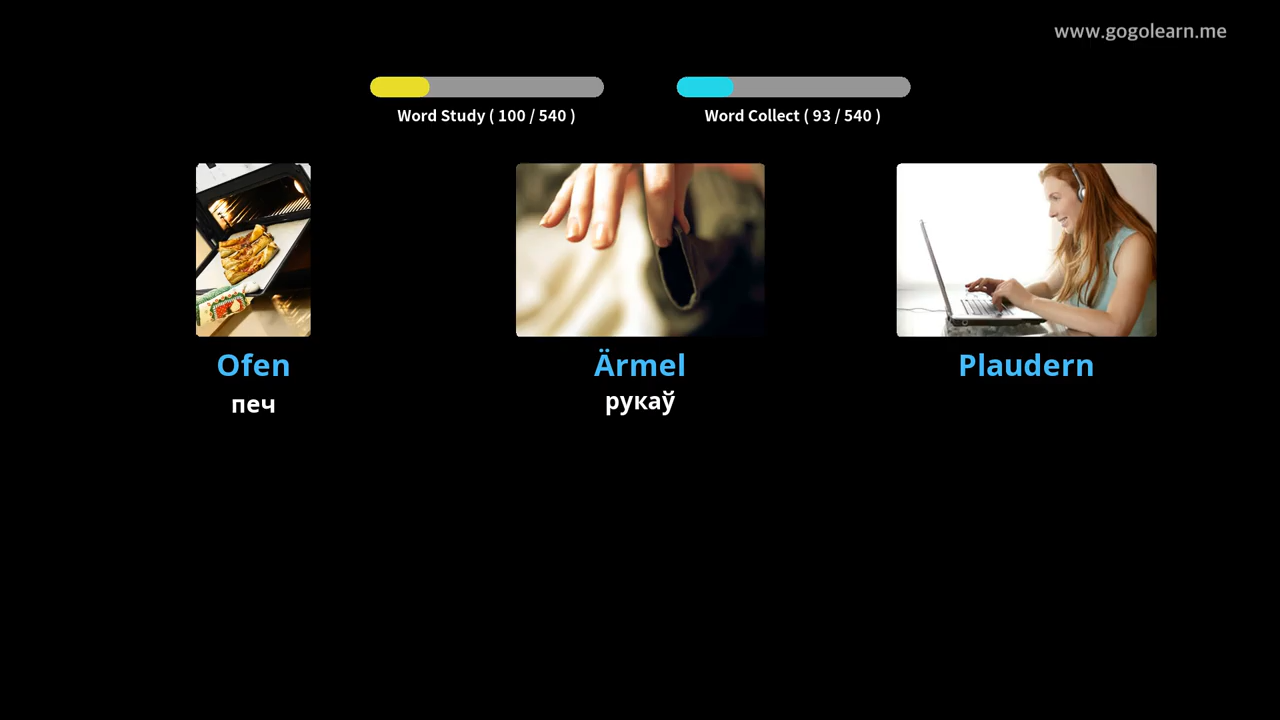 www.gogolearn.me
Word Study ( 100 / 540 )
Word Collect ( 93 / 540 )
Ofen
печ
Ärmel
рукаў
Plaudern